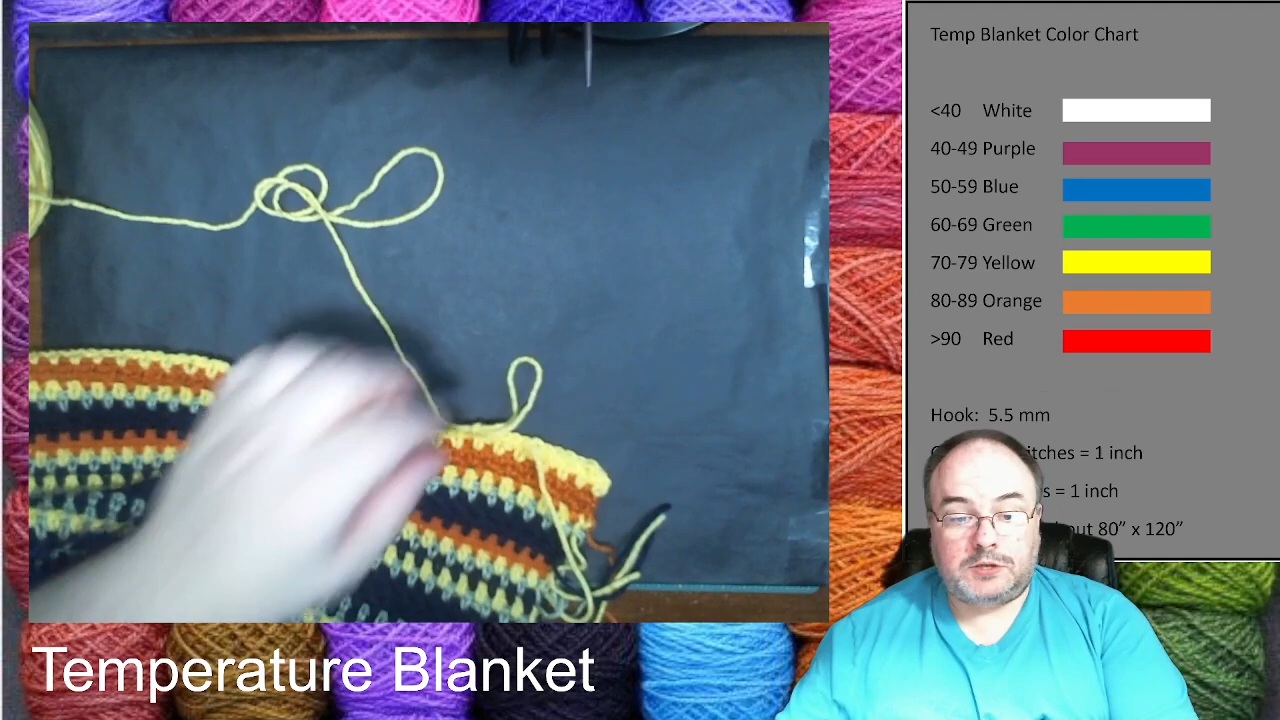 Temp Blanket Color Chart
<40 White
40-49 Purple
50-59 Blue
60-69 Green
70-79 Yellow
80-89 Orange
>90 Red
Hook: 5.5 mm
= 1 inch
= 1 inch
80” x 120”
Temperature Blanket